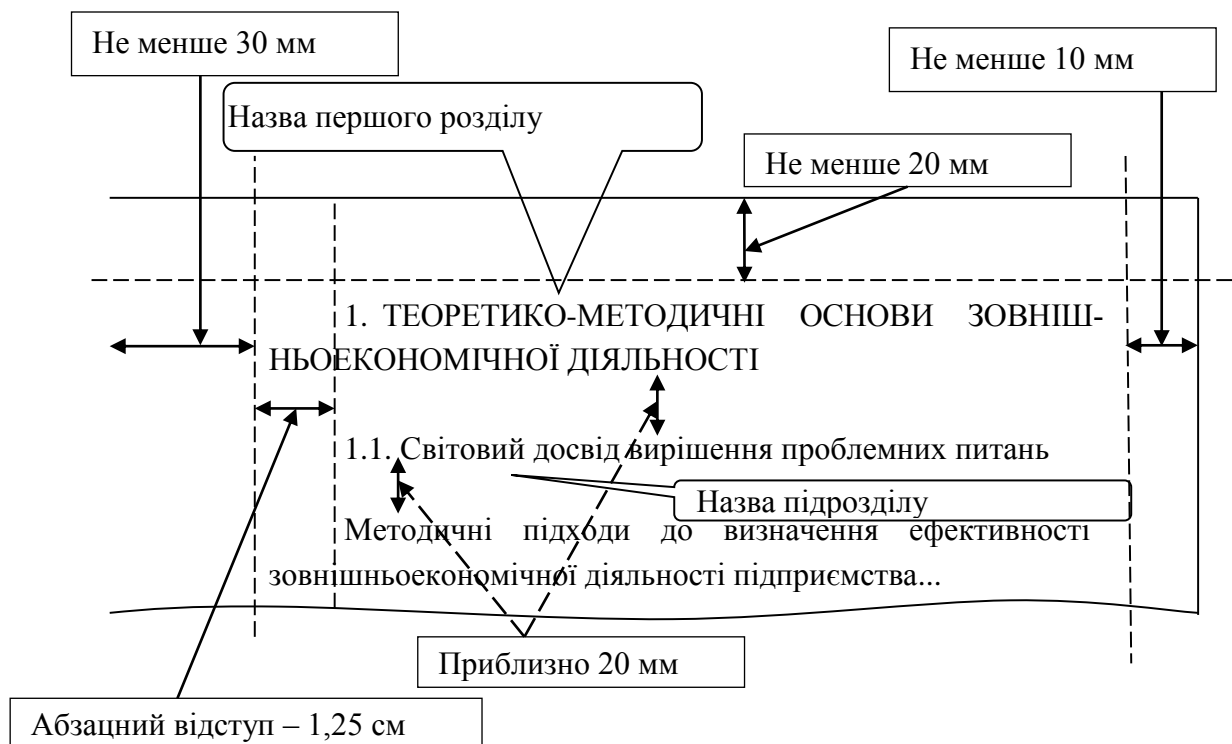 Не менше 30 мм
Не менше 10 мм
Назва першого розділу
Не менше 20 мм
1. ТЕОРЕТИКО-МЕТОДИЧНІ ОСНОВИ ЗОВНІШ-
НЬОЕКОНОМІЧНОЇ ДІЯЛЬНОСТІ
1.1. Світовий досвід вирішення проблемних питань
Назва підрозділу
Методичні підходи до визначення ефективності
зовнішньоекономічної діяльності підприємства...
Приблизно 20 мм
Абзацний відступ – 1,25 см